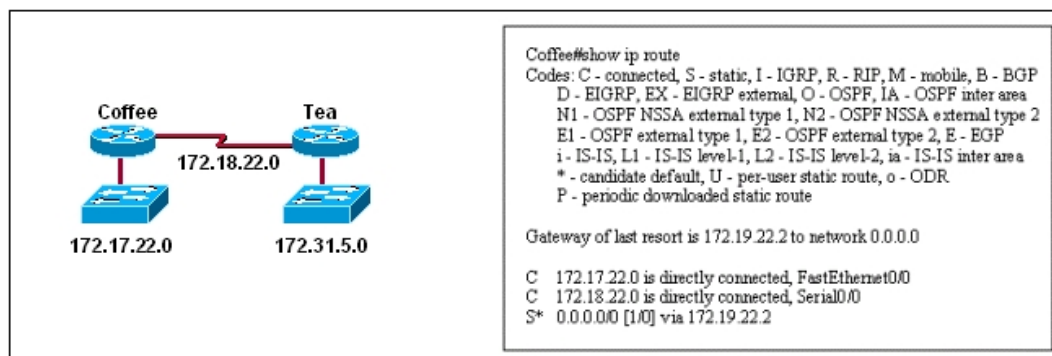 Coffee
Tea
172.18.22.0
172.17.22.0
172.31.5.0
Coffee#show ip route
Codes: C - connected, S - static, I - IGRP, R - RIP, M - mobile, B - BGP
D - EIGRP, EX - EIGRP external, O - OSPF, IA - OSPF inter area
N1 - OSPF NSSA external type 1, N2 - OSPF NSSA external type 2
E1 - OSPF external type 1, E2 - OSPF external type 2, E - EGP
i - IS-IS, L1 - IS-IS level-1, L2 - IS-IS level-2, ia - IS-IS inter area
* - candidate default, U - per-user static route, o - ODR
P - periodic downloaded static route
Gateway of last resort is 172.19.22.2 to network 0.0.0.0
C 172.17.22.0 is directly connected, FastEthernet0/0
C 172.18.22.0 is directly connected, Serial0/0
S* 0.0.0.0/0 [1/0] via 172.19.22.2